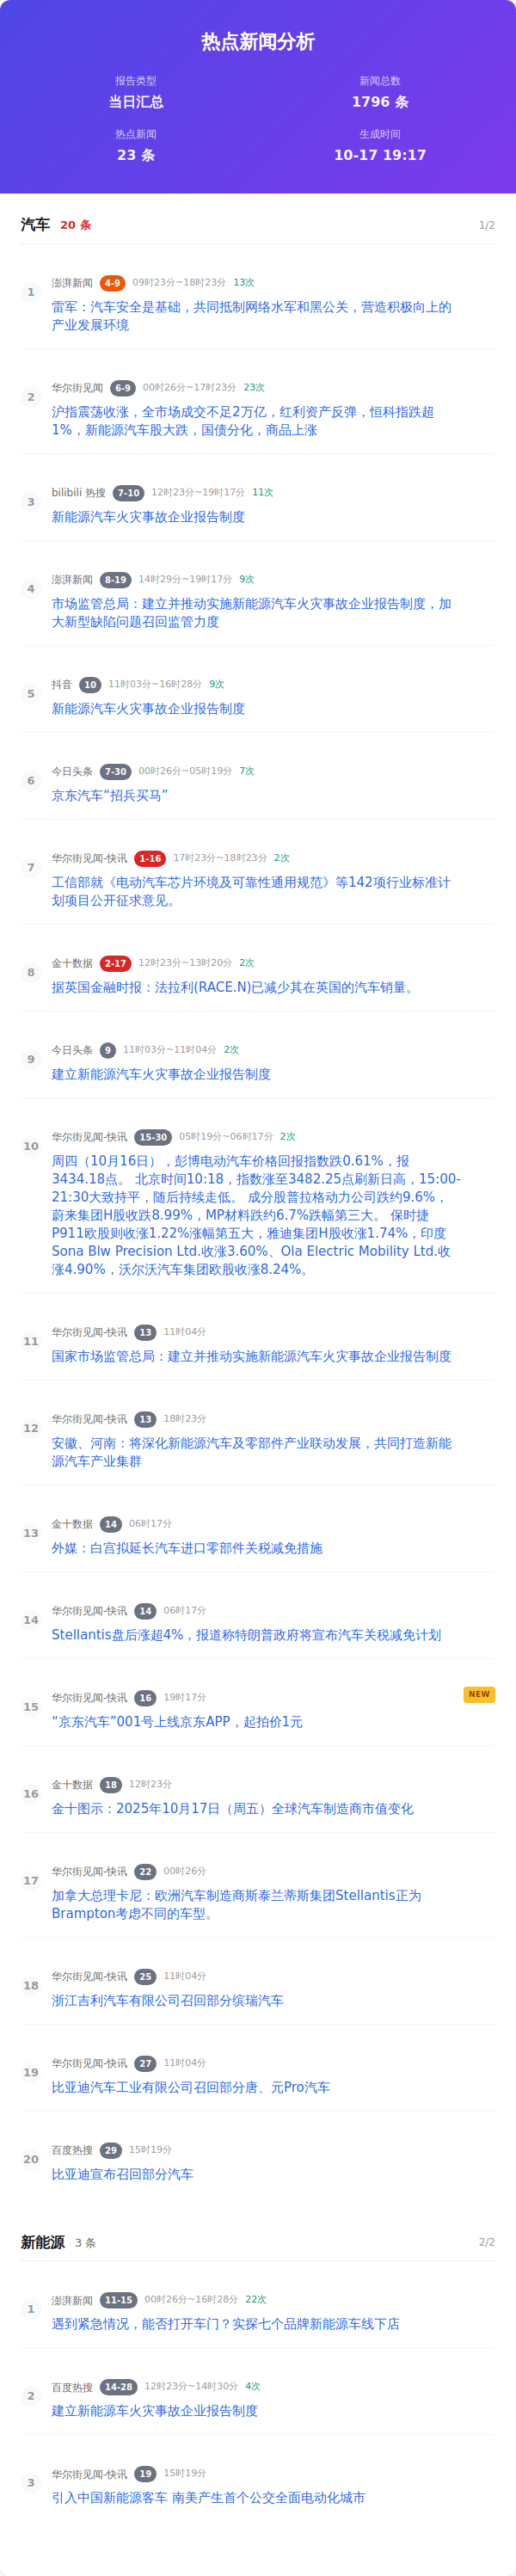 热点新闻分析
报告类型
当日汇总
新闻总数
1796 条
热点新闻
23 条
生成时间
10-17 19:17
汽车 20 条 1/2
1 澎湃新闻 4-9 09时23分~18时23分 13次
雷军：汽车安全是基础，共同抵制网络水军和黑公关，营造积极向上的
产业发展环境
2 华尔街见闻 6-9 00时26分~17时23分 23次
沪指震荡收涨，全市场成交不足2万亿，红利资产反弹，恒科指跌超
1%，新能源汽车股大跌，国债分化，商品上涨
3 bilibili 热搜 7-10 12时23分~19时17分 11次
新能源汽车火灾事故企业报告制度
4 澎湃新闻 8-19 14时29分~19时17分 9次
市场监管总局：建立并推动实施新能源汽车火灾事故企业报告制度，加
大新型缺陷问题召回监管力度
5 抖音 10 11时03分~16时28分 9次
新能源汽车火灾事故企业报告制度
6 今日头条 7-30 00时26分~05时19分 7次
京东汽车“招兵买马”
7 华尔街见闻-快讯 1-16 17时23分~18时23分 2次
工信部就《电动汽车芯片环境及可靠性通用规范》等142项行业标准计
划项目公开征求意见。
8 金十数据 2-17 12时23分~13时20分 2次
据英国金融时报：法拉利(RACE.N)已减少其在英国的汽车销量。
9 今日头条 9 11时03分~11时04分 2次
建立新能源汽车火灾事故企业报告制度
10 华尔街见闻-快讯 15-30 05时19分~06时17分 2次
周四（10月16日），彭博电动汽车价格回报指数跌0.61%，报
3434.18点。 北京时间10:18，指数涨至3482.25点刷新日高，15:00-
21:30大致持平，随后持续走低。 成分股普拉格动力公司跌约9.6%，
蔚来集团H股收跌8.99%，MP材料跌约6.7%跌幅第三大。 保时捷
P911欧股则收涨1.22%涨幅第五大，雅迪集团H股收涨1.74%，印度
Sona Blw Precision Ltd.收涨3.60%、Ola Electric Mobility Ltd.收
涨4.90%，沃尔沃汽车集团欧股收涨8.24%。
11 华尔街见闻-快讯 13 11时04分
国家市场监管总局：建立并推动实施新能源汽车火灾事故企业报告制度
12 华尔街见闻-快讯 13 18时23分
安徽、河南：将深化新能源汽车及零部件产业联动发展，共同打造新能
源汽车产业集群
13 金十数据 14 06时17分
外媒：白宫拟延长汽车进口零部件关税减免措施
14 华尔街见闻-快讯 14 06时17分
Stellantis盘后涨超4%，报道称特朗普政府将宣布汽车关税减免计划
15 华尔街见闻-快讯 16 19时17分 NEW
“京东汽车”001号上线京东APP，起拍价1元
16 金十数据 18 12时23分
金十图示：2025年10月17日（周五）全球汽车制造商市值变化
17 华尔街见闻-快讯 22 00时26分
加拿大总理卡尼：欧洲汽车制造商斯泰兰蒂斯集团Stellantis正为
Brampton考虑不同的车型。
18 华尔街见闻-快讯 25 11时04分
浙江吉利汽车有限公司召回部分缤瑞汽车
19 华尔街见闻-快讯 27 11时04分
比亚迪汽车工业有限公司召回部分唐、元Pro汽车
20 百度热搜 29 15时19分
比亚迪宣布召回部分汽车
新能源 3 条 2/2
1 澎湃新闻 11-15 00时26分~16时28分 22次
遇到紧急情况，能否打开车门？实探七个品牌新能源车线下店
2 百度热搜 14-28 12时23分~14时30分 4次
建立新能源车火灾事故企业报告制度
3 华尔街见闻-快讯 19 15时19分
引入中国新能源客车 南美产生首个公交全面电动化城市